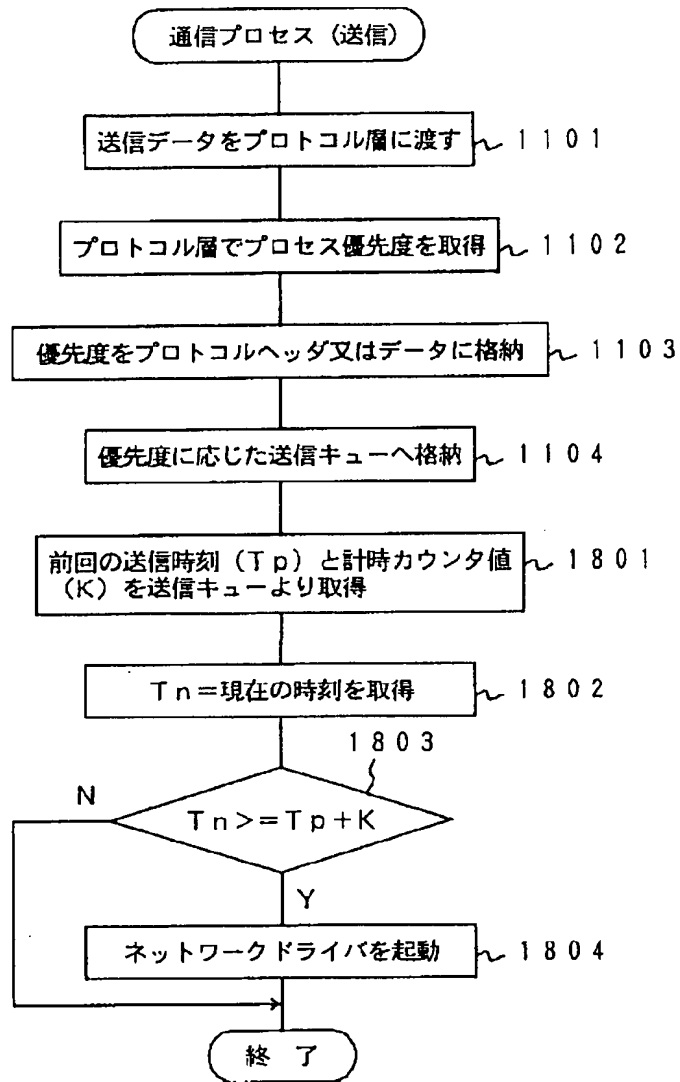 通信プロセス（送信）
送信データをプロトコル層に渡す
１１０１
プロトコル層でプロセス優先度を取得
１１０２
優先度をプロトコルヘッダ又はデータに格納
１１０３
優先度に応じた送信キューへ格納
１１０４
前回の送信時刻（Ｔｐ）と計時カウンタ値
（Ｋ）を送信キューより取得
１８０１
Ｔｎ＝現在の時刻を取得
１８０２
１８０３
Ｎ
Ｔｎ＞＝Ｔｐ＋Ｋ
Ｙ
ネットワークドライバを起動
１８０４
終　了